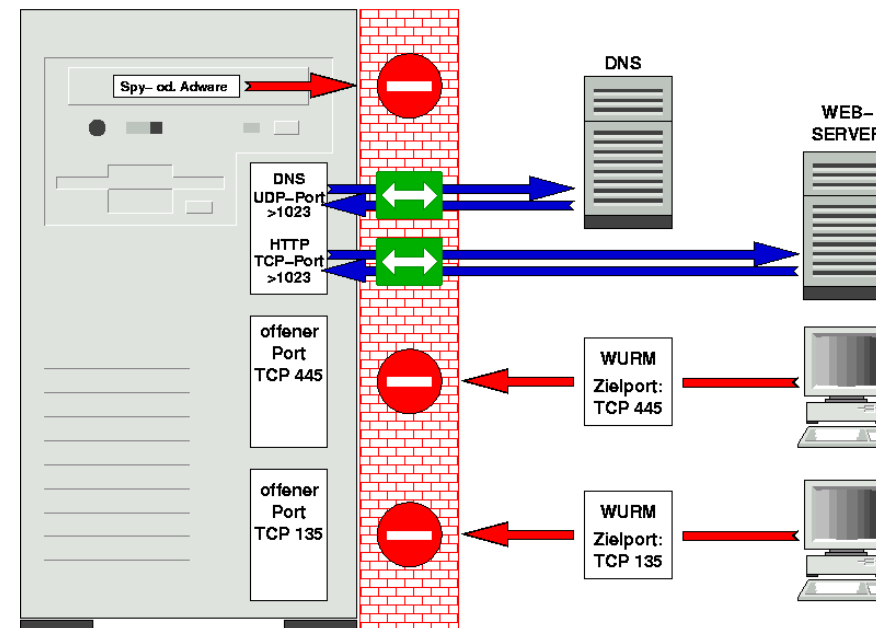 Spy- od. Adware
DNS
WEB-
SERVER
DNS
UDP-Port
>1023
HTTP
TCP-Port
>1023
offener
Port
TCP 445
WURM
Zielport:
TCP 445
offener
Port
TCP 135
WURM
Zielport:
TCP 135